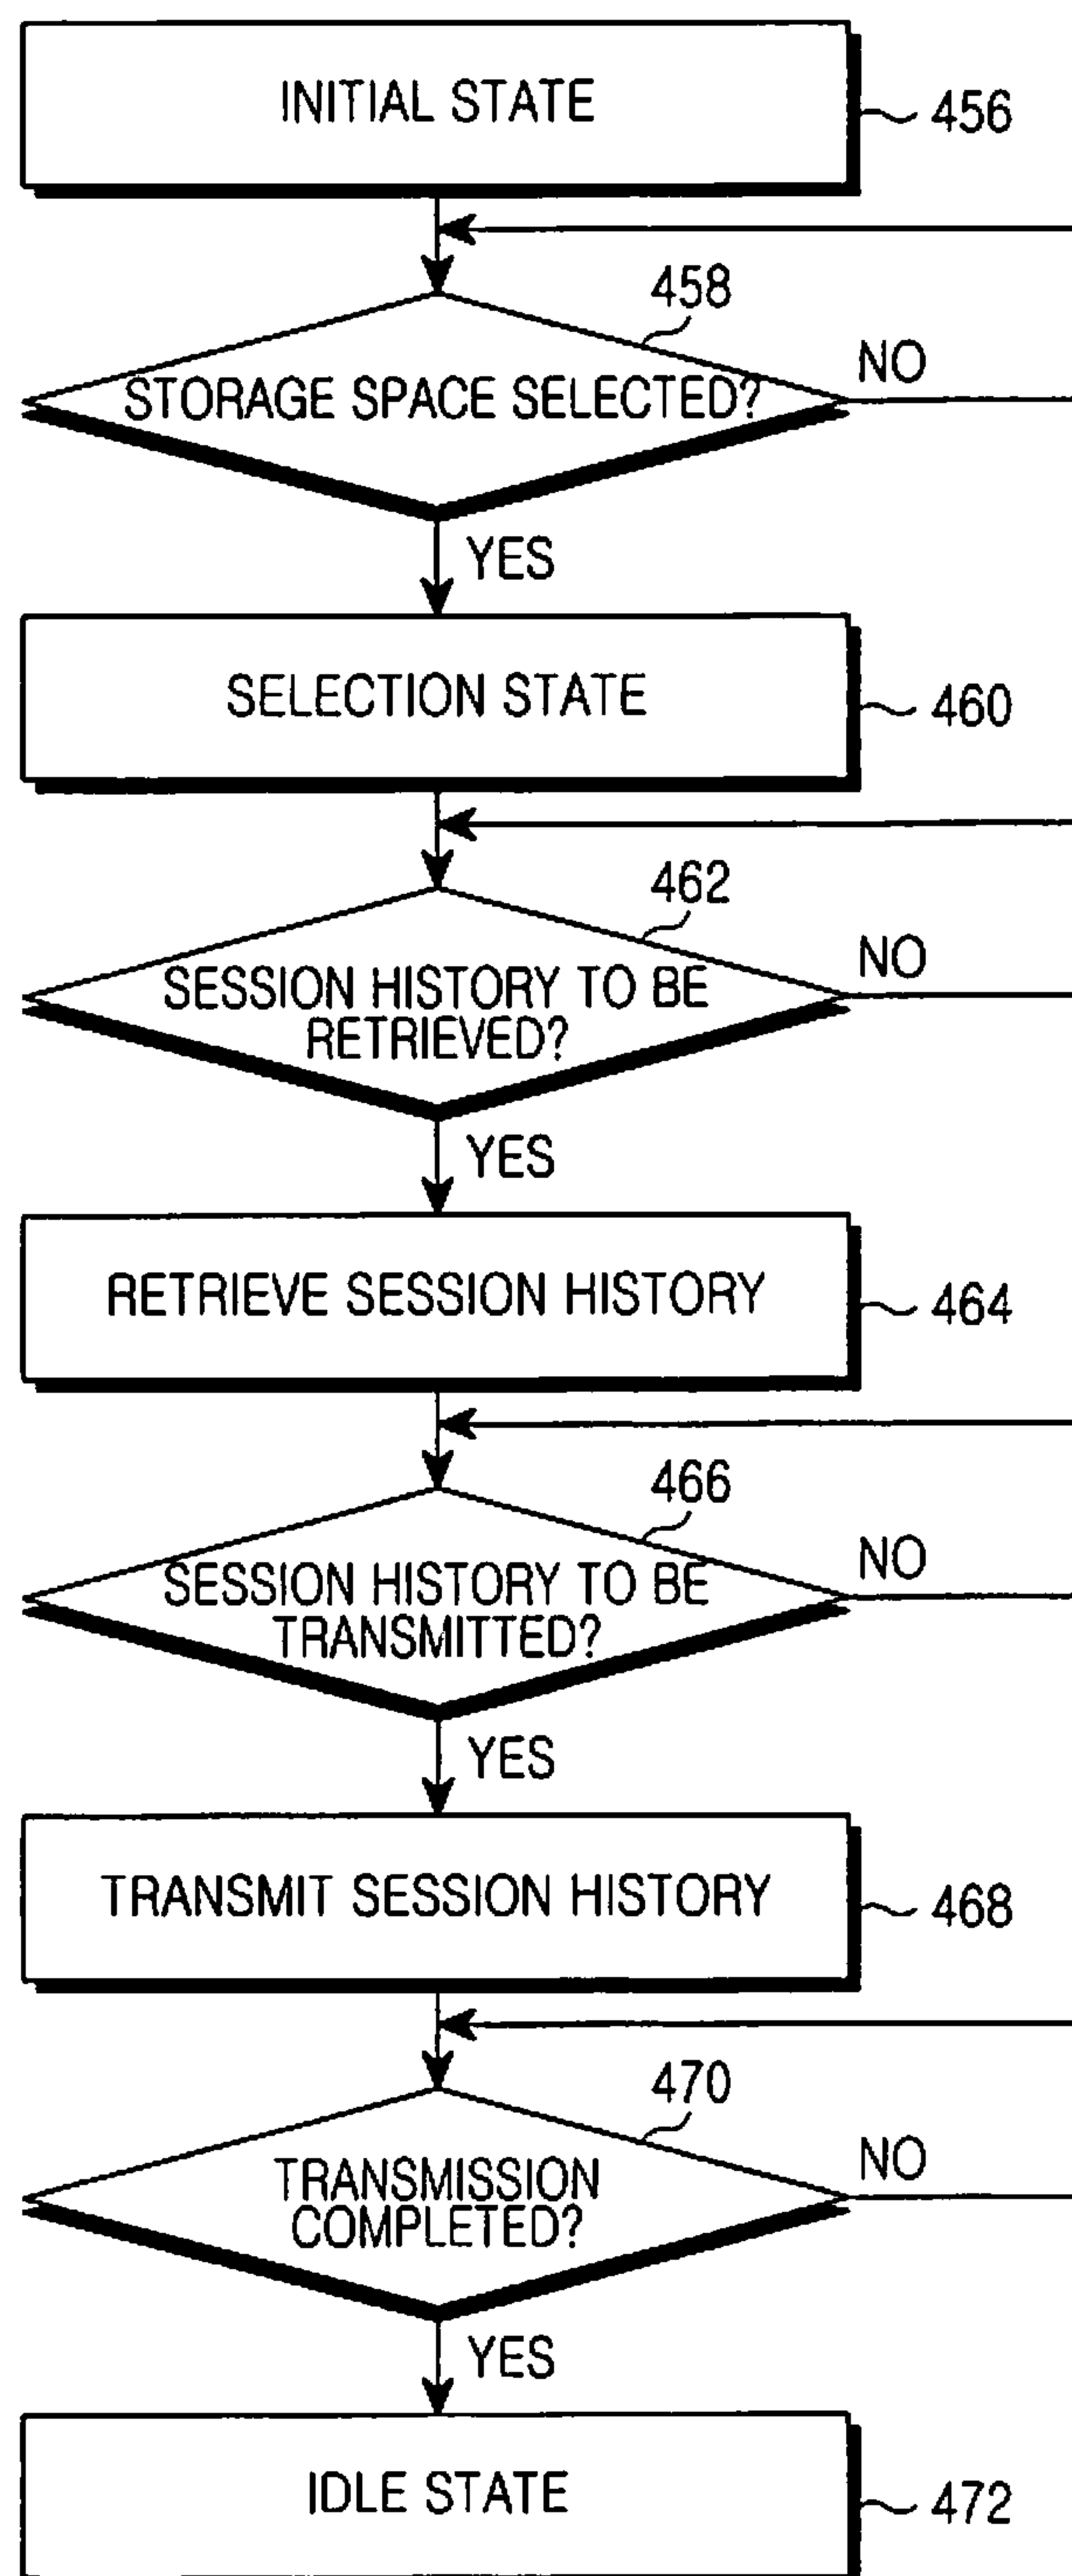 INITIAL STATE
456
458
STORAGE SPACE SELECTED?
NO
YES
SELECTION STATE
460
462
SESSION HISTORY TO BE
RETRIEVED?
NO
YES
RETRIEVE SESSION HISTORY
464
466
SESSION HISTORY TO BE
TRANSMITTED?
NO
YES
TRANSMIT SESSION HISTORY
468
470
TRANSMISSION
COMPLETED?
NO
YES
IDLE STATE
472